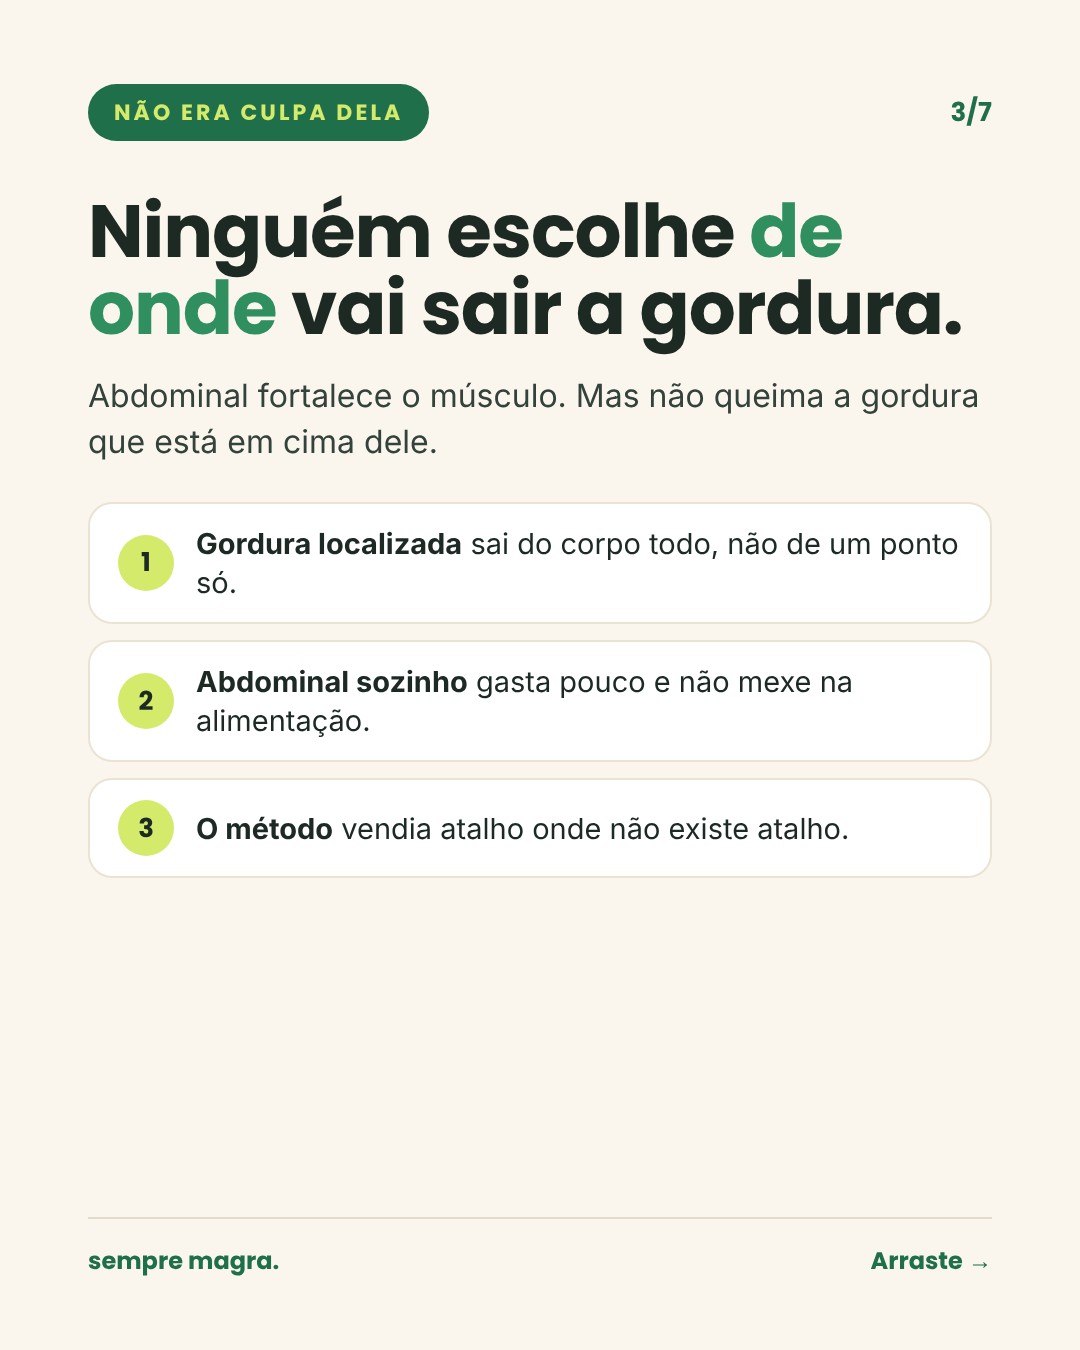 NÃO ERA CULPA DELA
3/7
Ninguém escolhe de
onde vai sair a gordura.
Abdominal fortalece o músculo. Mas não queima a gordura
que está em cima dele.
1
Gordura localizada sai do corpo todo, não de um ponto
só.
2
Abdominal sozinho gasta pouco e não mexe na
alimentação.
3
O método vendia atalho onde não existe atalho.
sempre magra.
Arraste →